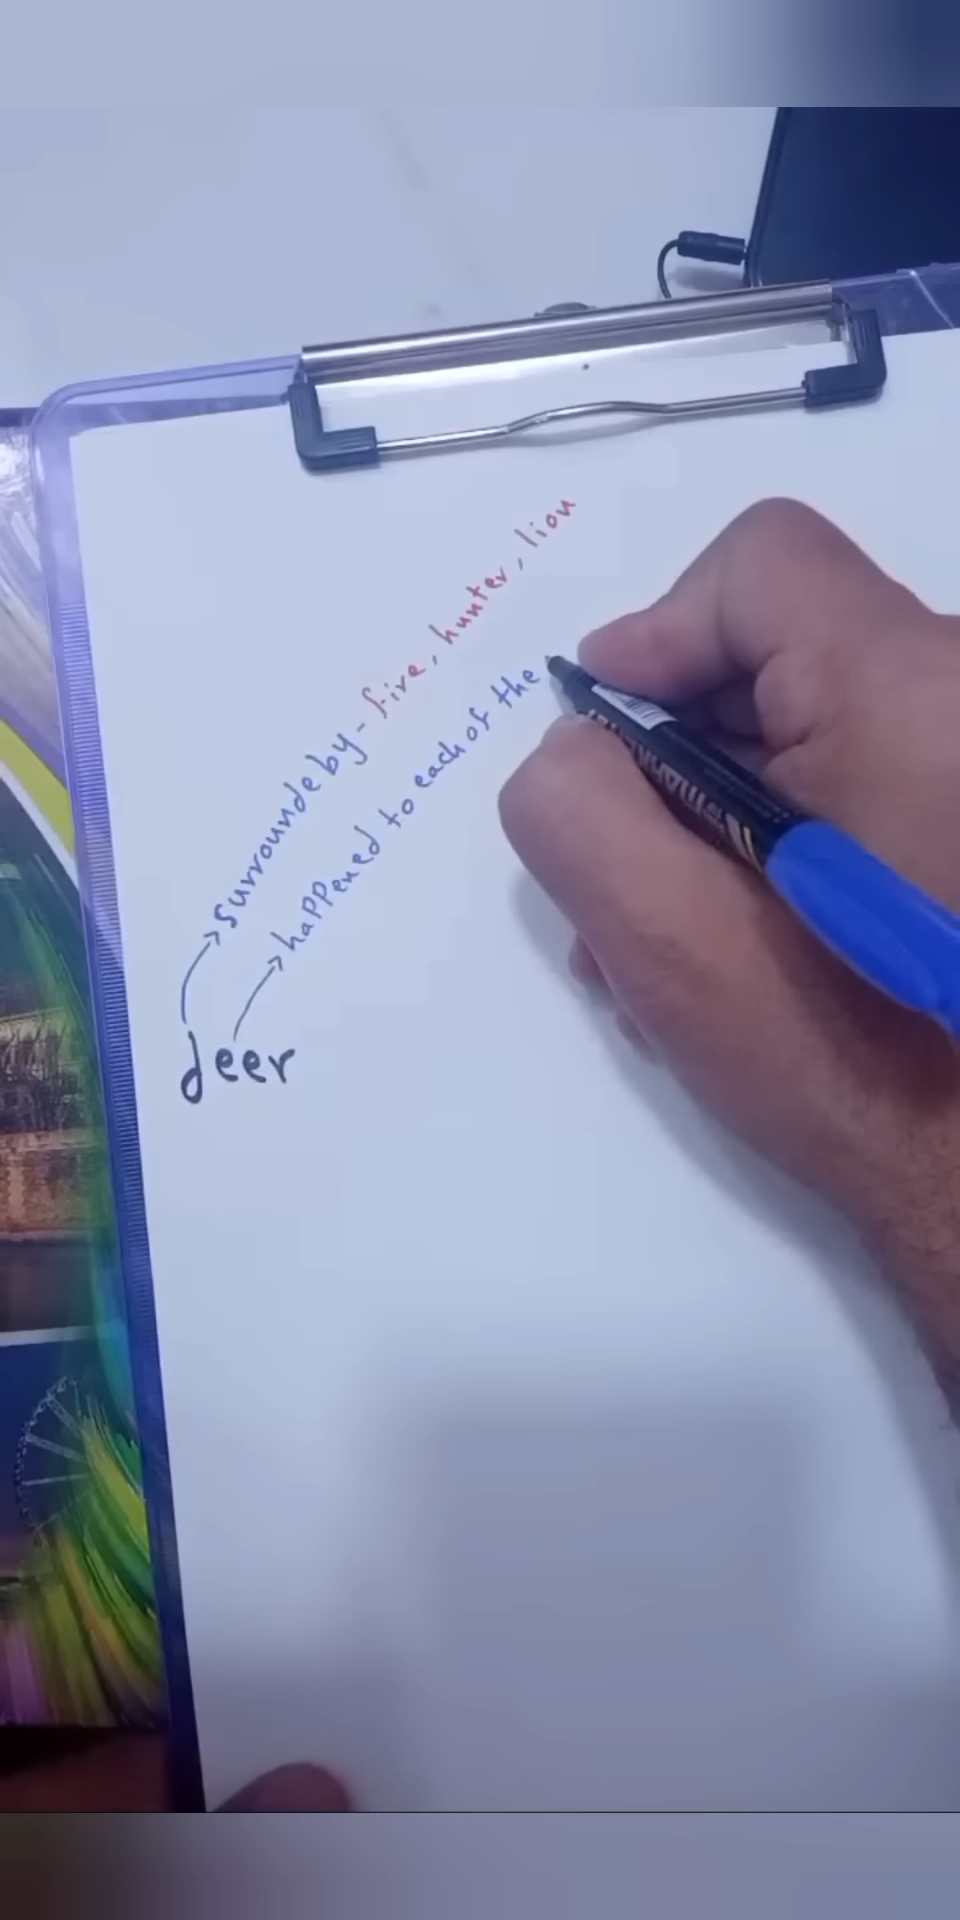 surrounde by - fire, hunter, lion
happened to each of the
deer